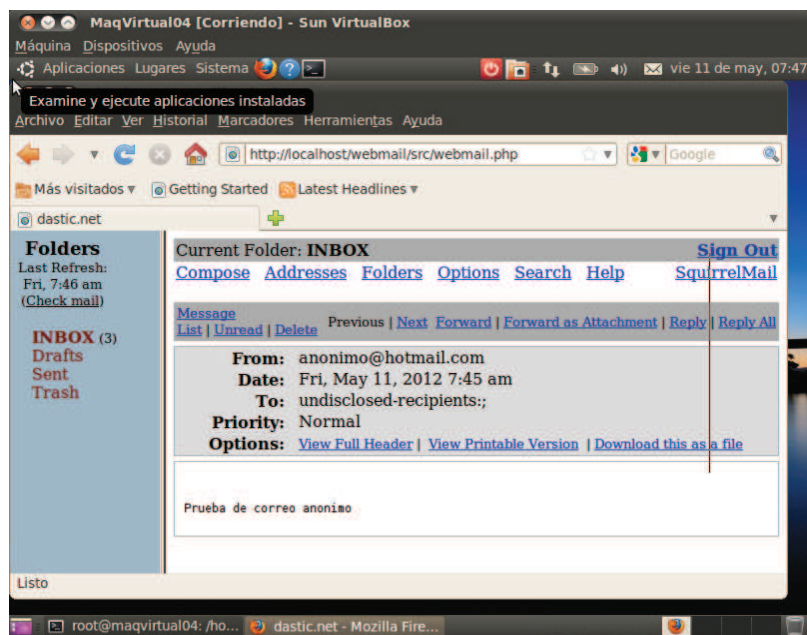 MaqVirtual04 [Corriendo] - Sun VirtualBox
Máquina Dispositivos Ayuda
Aplicaciones Lugares Sistema vie 11 de may, 07:47
Examine y ejecute aplicaciones instaladas
Archivo Editar Ver Historial Marcadores Herramientas Ayuda
http://localhost/webmail/src/webmail.php Google
Más visitados Getting Started Latest Headlines
dastic.net
Folders
Last Refresh:
Fri, 7:46 am
(Check mail)
INBOX (3)
Drafts
Sent
Trash
Current Folder: INBOX Sign Out
Compose Addresses Folders Options Search Help SquirrelMail
Message
List | Unread | Delete Previous | Next Forward | Forward as Attachment | Reply | Reply All
From: anonimo@hotmail.com
Date: Fri, May 11, 2012 7:45 am
To: undisclosed-recipients:;
Priority: Normal
Options: View Full Header | View Printable Version | Download this as a file
Prueba de correo anonimo
Listo
root@maqvirtual04: /ho... dastic.net - Mozilla Fire...